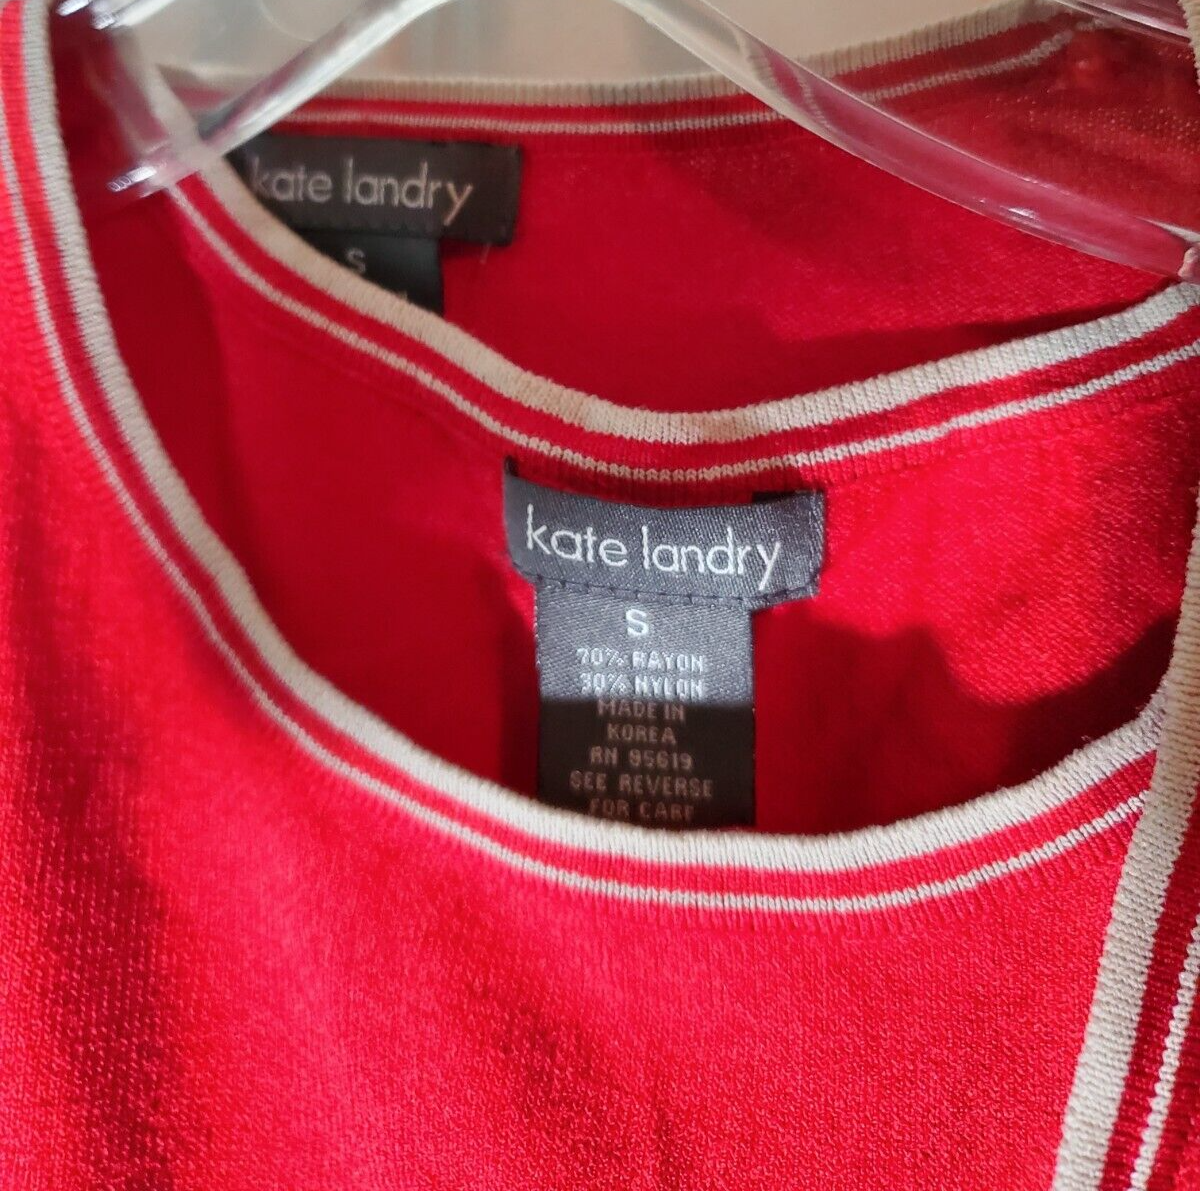 kate landry
S
kate landry
S
70% RAYON
30% NYLON
MADE IN
KOREA
RN 95619
SEE REVERSE
FOR CARE